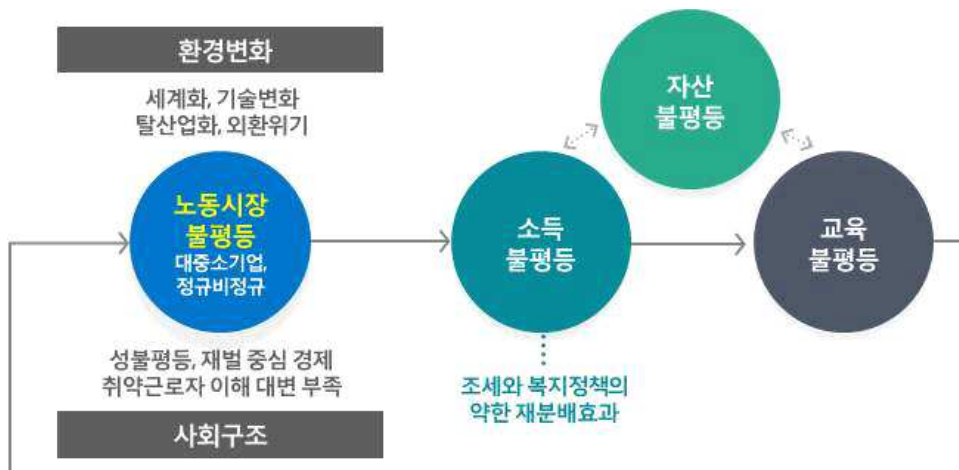 환경변화
세계화, 기술변화
탈산업화, 외환위기
노동시장
불평등
대중소기업,
정규비정규
성불평등, 재벌 중심 경제
취약근로자 이해 대변 부족
사회구조
소득
불평등
조세와 복지정책의
약한 재분배효과
자산
불평등
교육
불평등